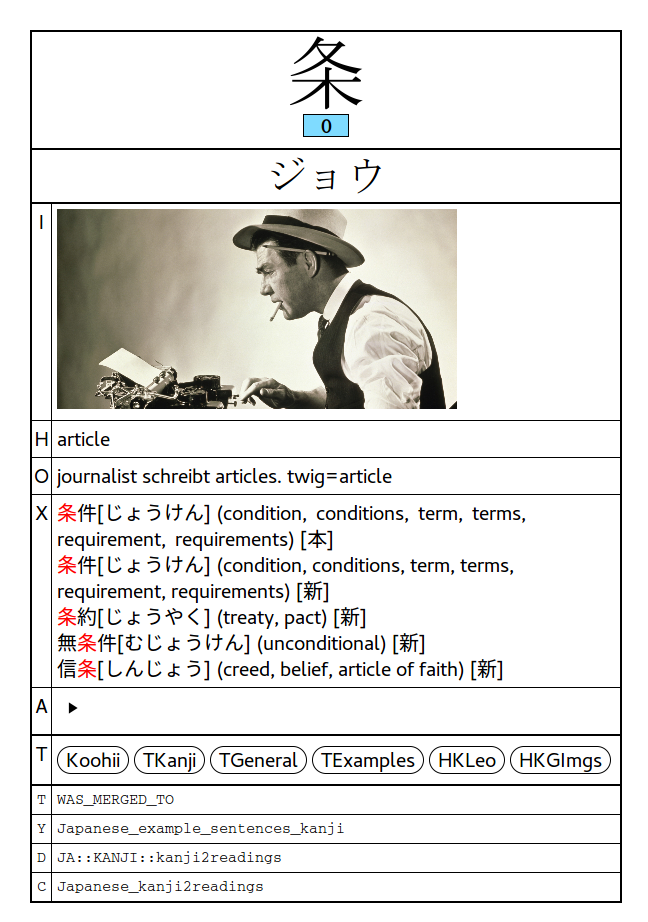 条
0
ジョウ
I
H article
O journalist schreibt articles. twig=article
X 条件[じょうけん] (condition, conditions, term, terms,
requirement, requirements) [本]
条件[じょうけん] (condition, conditions, term, terms,
requirement, requirements) [新]
条約[じょうやく] (treaty, pact) [新]
無条件[むじょうけん] (unconditional) [新]
信条[しんじょう] (creed, belief, article of faith) [新]
A
T Koohii TKanji TGeneral TExamples HKLeo HKGImgs
T WAS_MERGED_TO
Y Japanese_example_sentences_kanji
D JA::KANJI::kanji2readings
C Japanese_kanji2readings